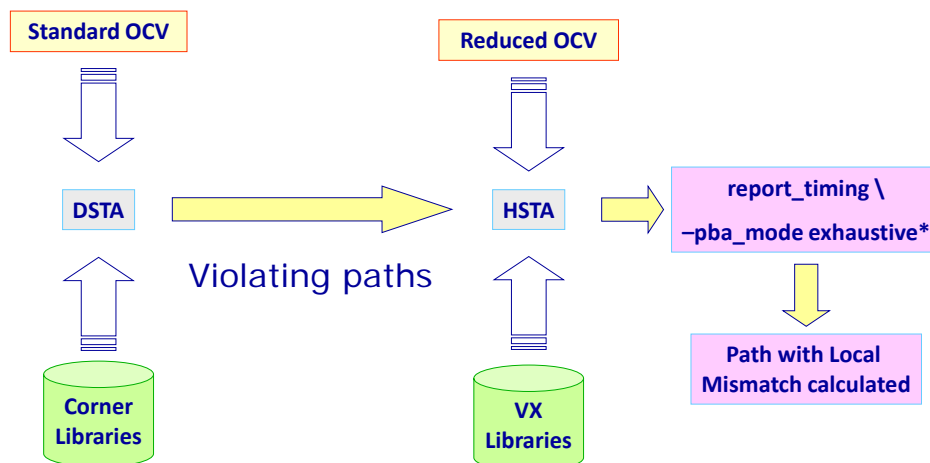 Standard OCV
Reduced OCV
DSTA
Violating paths
HSTA
report_timing \
–pba_mode exhaustive*
Path with Local
Mismatch calculated
Corner
Libraries
VX
Libraries